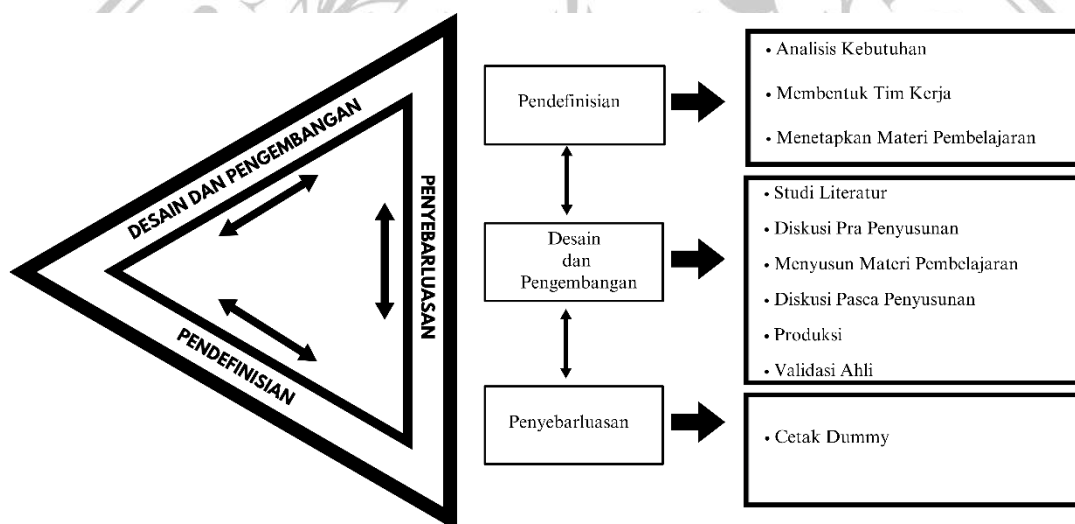 DESAIN DAN PENGEMBANGAN
PENYEBARLUASAN
PENDEFINISIAN
Pendefinisian
• Analisis Kebutuhan
• Membentuk Tim Kerja
• Menetapkan Materi Pembelajaran
Desain
dan
Pengembangan
• Studi Literatur
• Diskusi Pra Penyusunan
• Menyusun Materi Pembelajaran
• Diskusi Pasca Penyusunan
• Produksi
• Validasi Ahli
Penyebarluasan
• Cetak Dummy